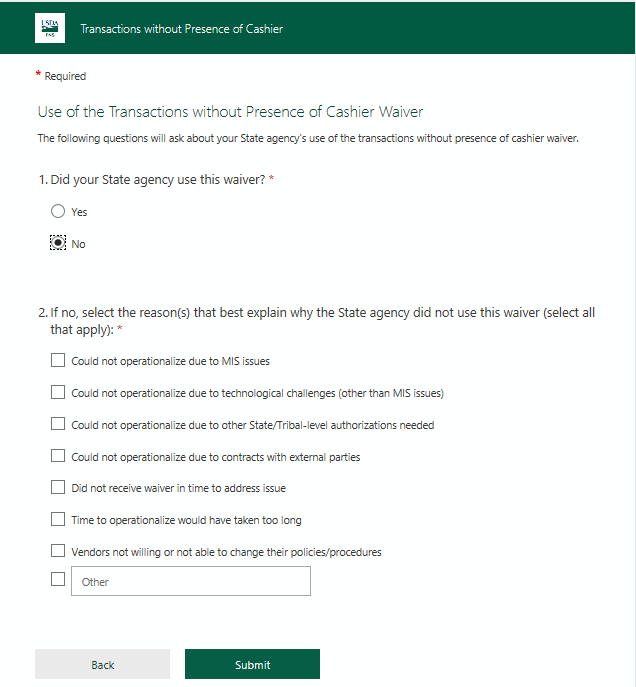 USDA
FNS
Transactions without Presence of Cashier
* Required
Use of the Transactions without Presence of Cashier Waiver
The following questions will ask about your State agency's use of the transactions without presence of cashier waiver.
1. Did your State agency use this waiver? *
Yes
No
2. If no, select the reason(s) that best explain why the State agency did not use this waiver (select all
that apply): *
Could not operationalize due to MIS issues
Could not operationalize due to technological challenges (other than MIS issues)
Could not operationalize due to other State/Tribal-level authorizations needed
Could not operationalize due to contracts with external parties
Did not receive waiver in time to address issue
Time to operationalize would have taken too long
Vendors not willing or not able to change their policies/procedures
Other
Back
Submit